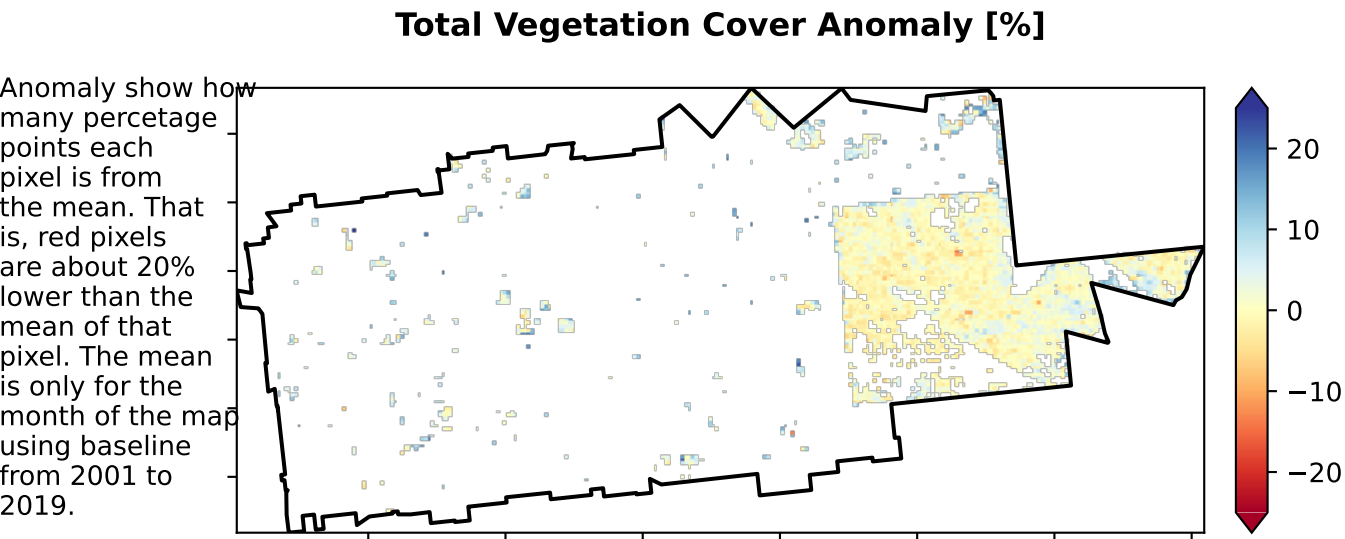 Total Vegetation Cover Anomaly [%]
Anomaly show how
many percetage
points each
pixel is from
the mean. That
is, red pixels
are about 20%
lower than the
mean of that
pixel. The mean
is only for the
month of the map
using baseline
from 2001 to
2019.
20
10
0
−10
−20